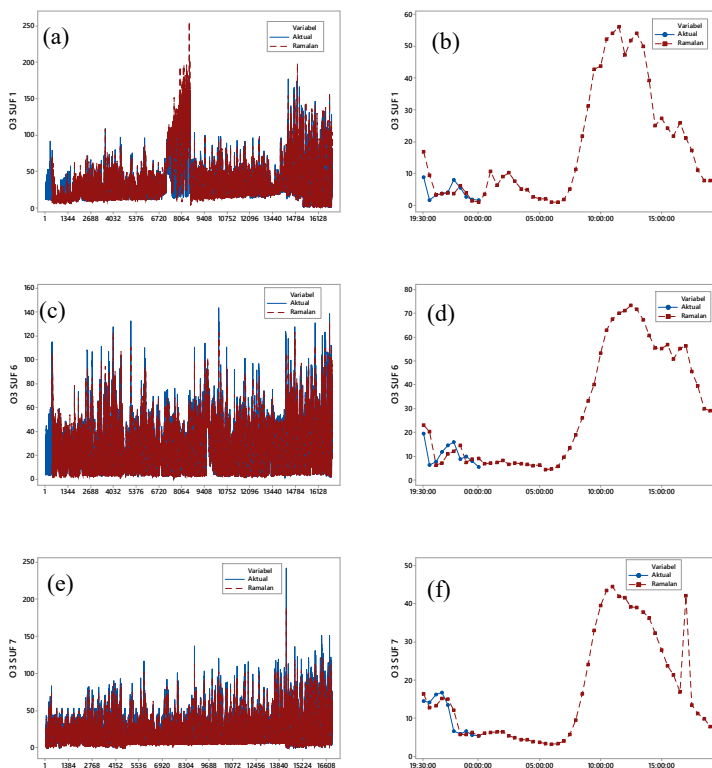 (a)
O3 SUF 1
250
200
150
100
50
0
Variabel
Aktual
Ramalan
1 1344 2688 4032 5376 6720 8064 9408 10752 12096 13440 14784 16128
(b)
O3 SUF 1
60
50
40
30
20
10
0
Variabel
Aktual
Ramalan
19:30:00 00:00:00 05:00:00 10:00:00 15:00:00
(c)
O3 SUF 6
160
140
120
100
80
60
40
20
0
Variabel
Aktual
Ramalan
1 1344 2688 4032 5376 6720 8064 9408 10752 12096 13440 14784 16128
(d)
O3 SUF 6
80
70
60
50
40
30
20
10
0
Variabel
Aktual
Ramalan
19:30:00 00:00:00 05:00:00 10:00:00 15:00:00
(e)
O3 SUF 7
250
200
150
100
50
0
Variabel
Aktual
Ramalan
1 1384 2768 4152 5536 6920 8304 9688 11072 12456 13840 15224 16608
(f)
O3 SUF 7
50
40
30
20
10
0
Variabel
Aktual
Ramalan
19:30:00 00:00:00 05:00:00 10:00:00 15:00:00